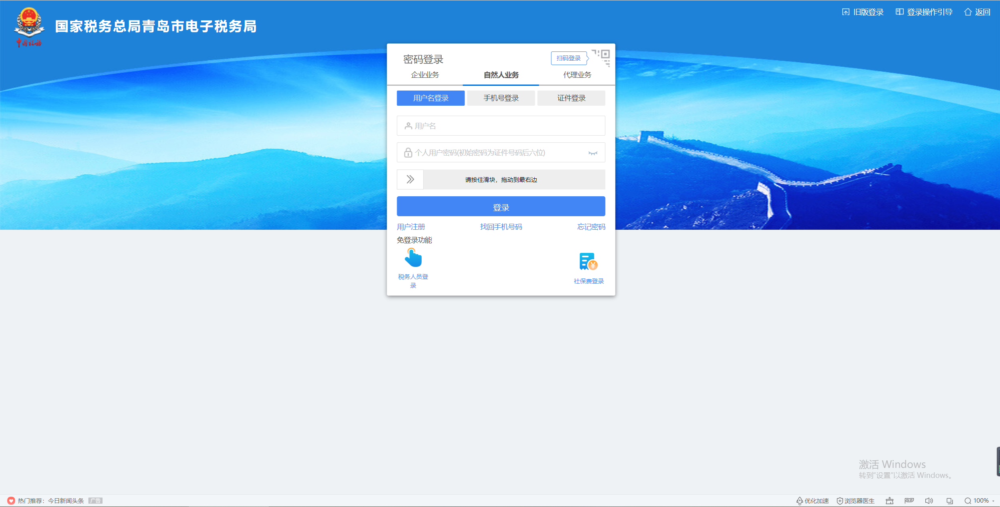 国家税务总局青岛市电子税务局
中国税务
旧版登录
登录操作引导
返回
密码登录
扫码登录
企业业务
自然人业务
代理业务
用户名登录
手机号登录
证件登录
用户名
个人用户密码(初始密码为证件号码后六位)
请按住滑块，拖动到最右边
登录
用户注册
找回手机号码
忘记密码
免登录功能
税务人员登
录
社保费登录
激活 Windows
转到“设置”以激活 Windows。
热门推荐：今日新闻头条 广告
优化加速
浏览器医生
100%